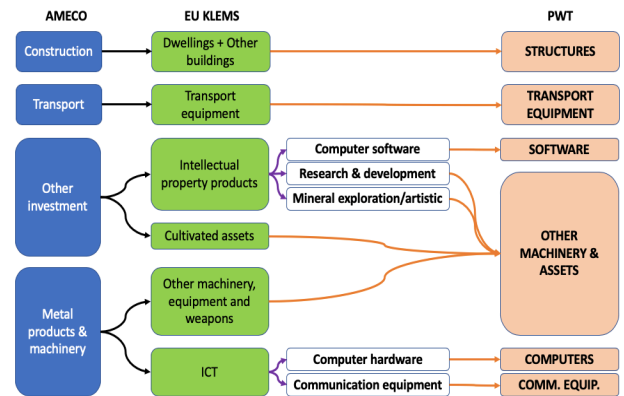 AMECO
EU KLEMS
PWT
Construction
Dwellings + Other
buildings
STRUCTURES
Transport
Transport
equipment
TRANSPORT
EQUIPMENT
Other
investment
Intellectual
property products
Computer software
Research & development
Mineral exploration/artistic
SOFTWARE
Cultivated assets
OTHER
MACHINERY &
ASSETS
Metal
products &
machinery
Other machinery,
equipment and
weapons
ICT
Computer hardware
Communication equipment
COMPUTERS
COMM. EQUIP.